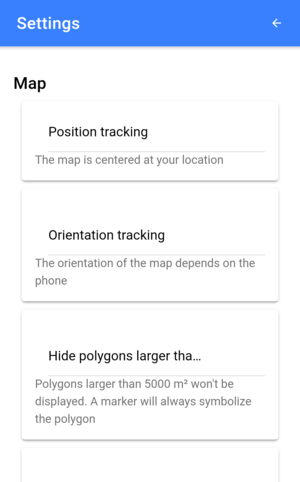 Settings
Map
Position tracking
The map is centered at your location
Orientation tracking
The orientation of the map depends on the
phone
Hide polygons larger tha...
Polygons larger than 5000 m² won't be
displayed. A marker will always symbolize
the polygon